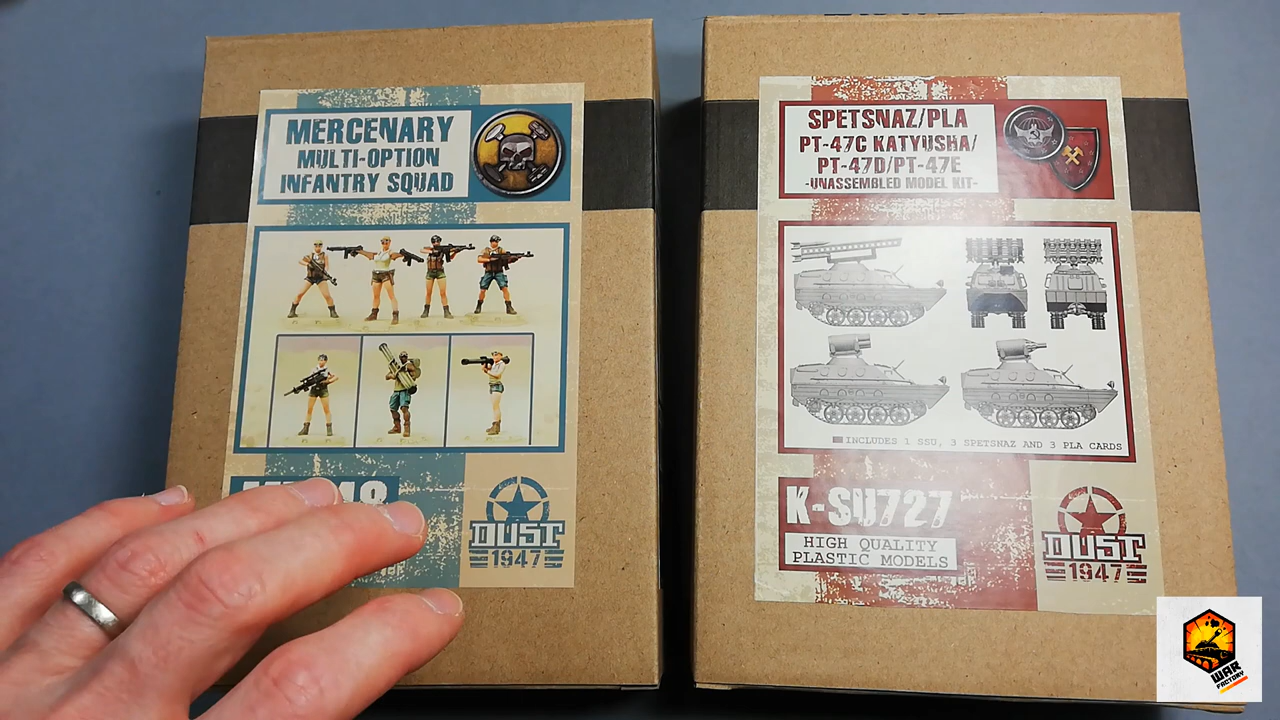 MERCENARY
MULTI-OPTION
INFANTRY SQUAD
DUST
1947
SPETSNAZ/PLA
PT-47C KATYUSHA/
PT-47D/PT-47E
-UNASSEMBLED MODEL KIT-
INCLUDES 1 SSU, 3 SPETSNAZ AND 3 PLA CARDS
K-SU727
HIGH QUALITY
PLASTIC MODELS
DUST
1947
WAR
FACTORY